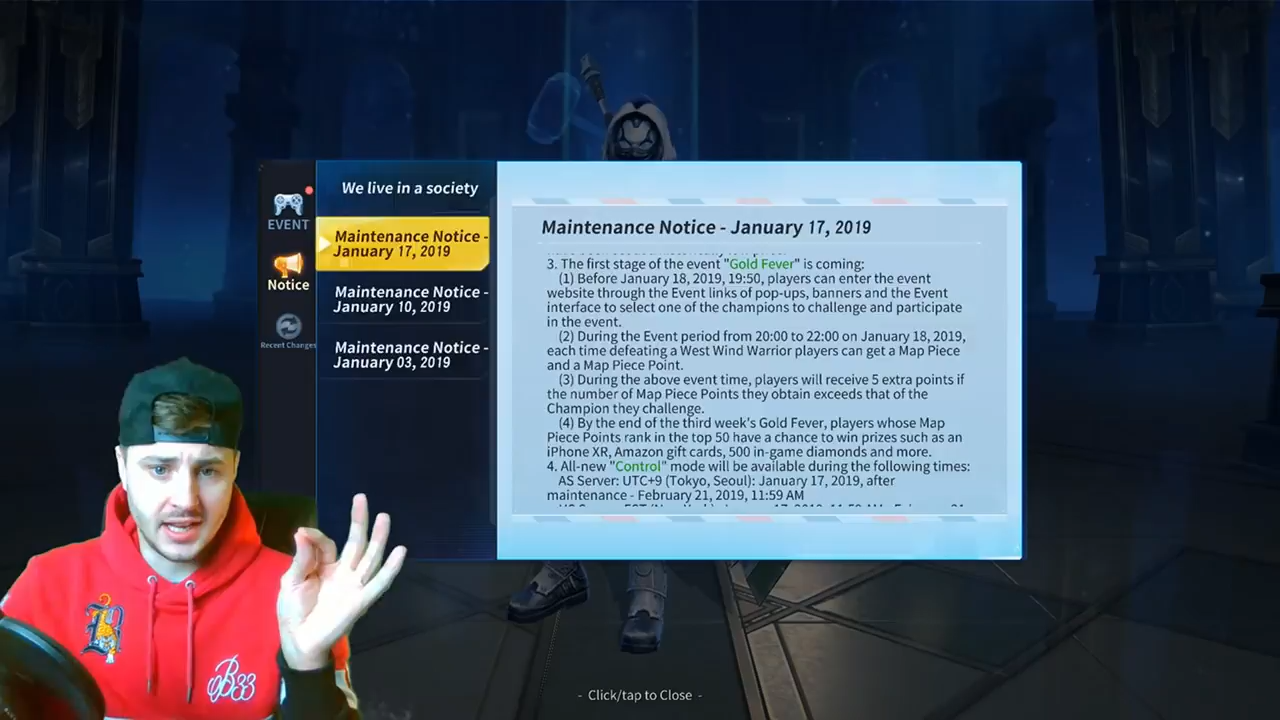 We live in a society
EVENT
Notice
Recent Changes
Maintenance Notice -
January 17, 2019
Maintenance Notice -
January 10, 2019
Maintenance Notice -
January 03, 2019
Maintenance Notice - January 17, 2019
3. The first stage of the event "Gold Fever" is coming:
(1) Before January 18, 2019, 19:50, players can enter the event
website through the Event links of pop-ups, banners and the Event
interface to select one of the champions to challenge and participate
in the event.
(2) During the Event period from 20:00 to 22:00 on January 18, 2019,
each time defeating a West Wind Warrior players can get a Map Piece
and a Map Piece Point.
(3) During the above event time, players will receive 5 extra points if
the number of Map Piece Points they obtain exceeds that of the
Champion they challenge.
(4) By the end of the third week's Gold Fever, players whose Map
Piece Points rank in the top 50 have a chance to win prizes such as an
iPhone XR, Amazon gift cards, 500 in-game diamonds and more.
4. All-new "Control" mode will be available during the following times:
AS Server: UTC+9 (Tokyo, Seoul): January 17, 2019, after
maintenance - February 21, 2019, 11:59 AM
B33
- Click/tap to Close -